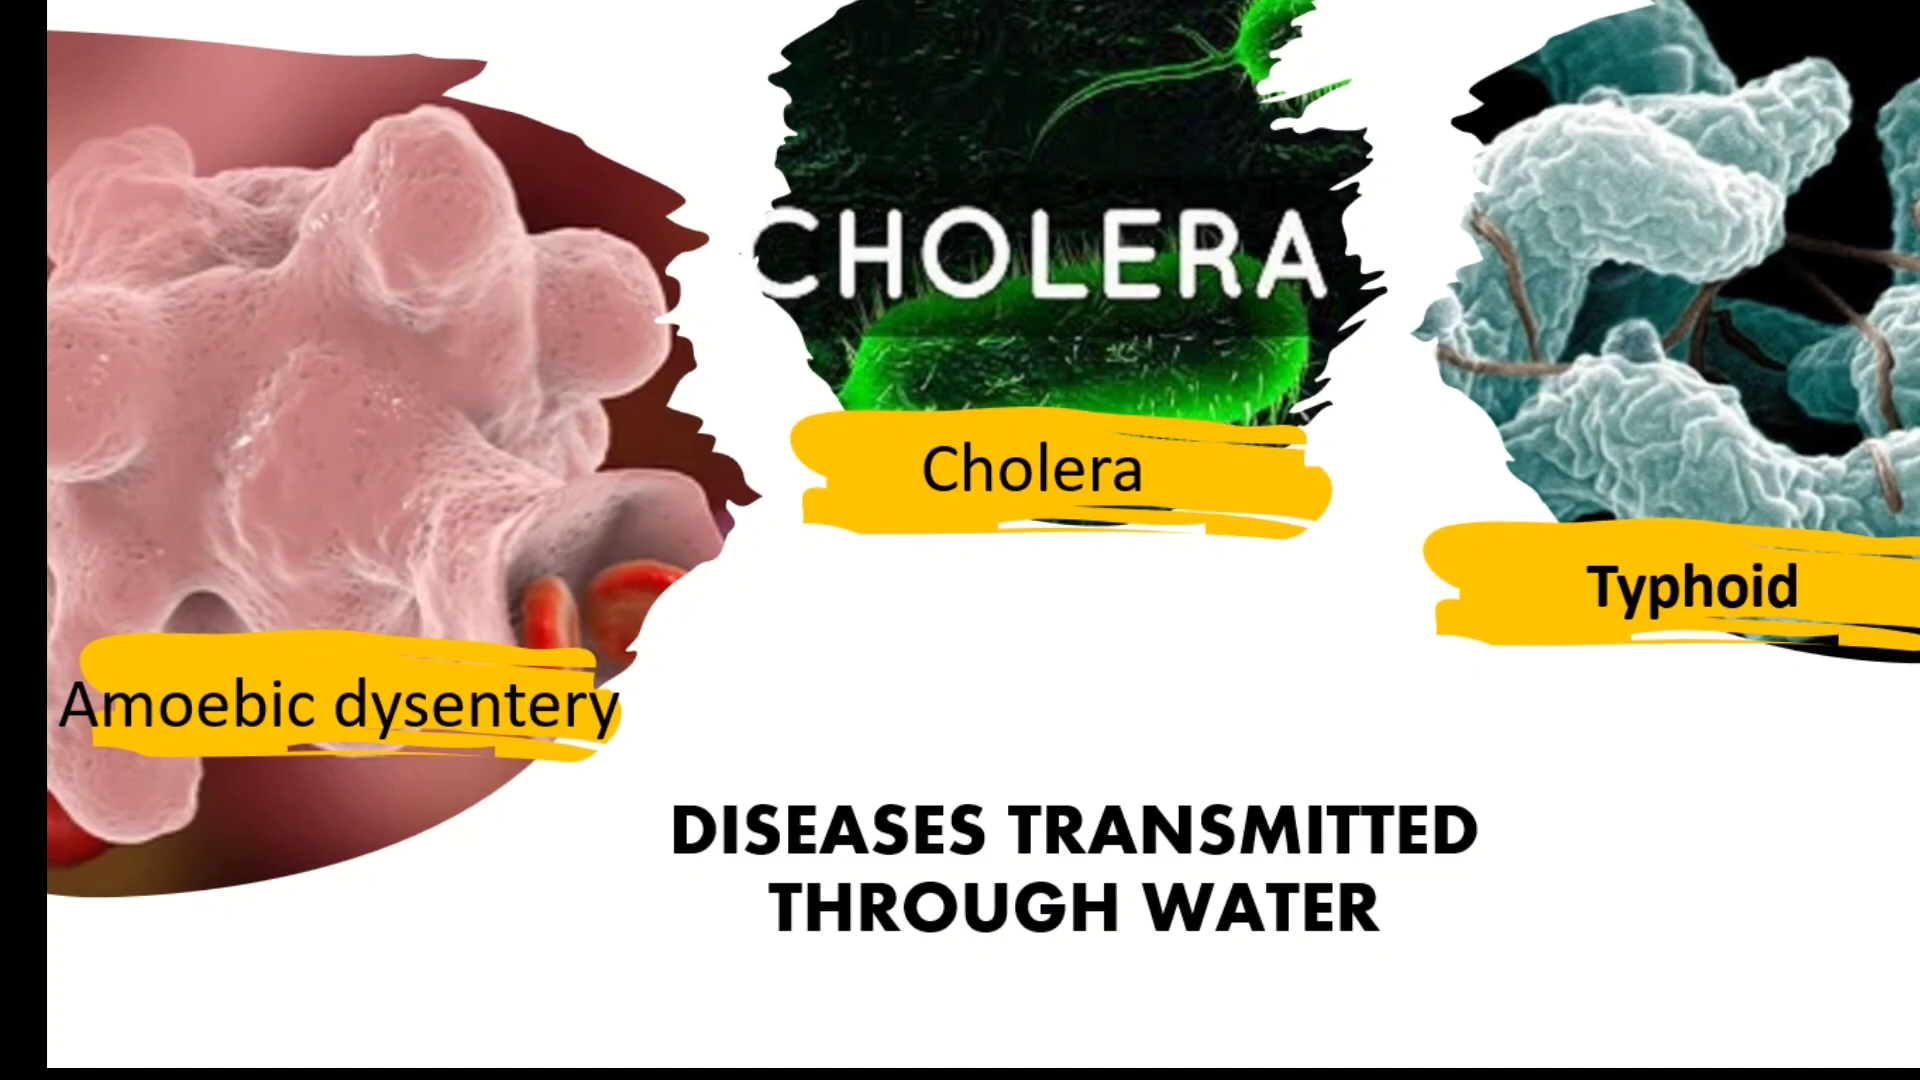 CHOLERA
Cholera
Typhoid
Amoebic dysentery
DISEASES TRANSMITTED
THROUGH WATER